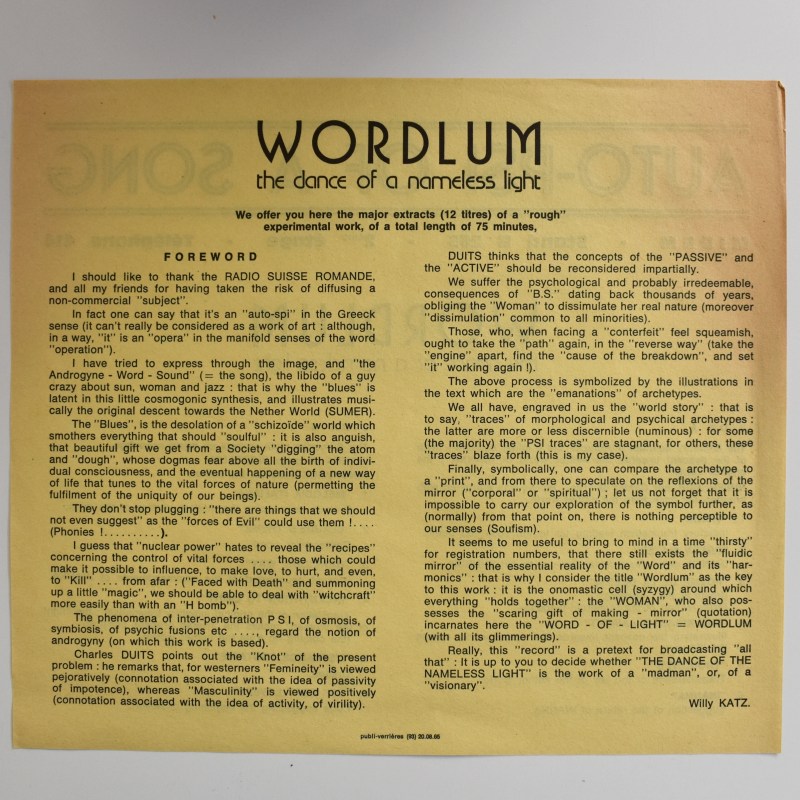 WORDLUM
the dance of a nameless light
We offer you here the major extracts (12 titres) of a "rough"
experimental work, of a total length of 75 minutes,
FOREWORD
I should like to thank the RADIO SUISSE ROMANDE,
and all my friends for having taken the risk of diffusing a
non-commercial "subject".
In fact one can say that it's an "auto-spi" in the Greeck
sense (it can't really be considered as a work of art : although,
in a way, "it" is an "opera" in the manifold senses of the word
"operation").
I have tried to express through the image, and "the
Androgyne - Word - Sound" (= the song), the libido of a guy
crazy about sun, woman and jazz : that is why the "blues" is
latent in this little cosmogonic synthesis, and illustrates musi-
cally the original descent towards the Nether World (SUMER).
The "Blues", is the desolation of a "schizoïde" world which
smothers everything that should "soulful" : it is also anguish,
that beautiful gift we get from a Society "digging" the atom
and "dough", whose dogmas fear above all the birth of indivi-
dual consciousness, and the eventual happening of a new way
of life that tunes to the vital forces of nature (permetting the
fulfilment of the uniquity of our beings).
They don't stop plugging : "there are things that we should
not even suggest" as the "forces of Evil" could use them !....
(Phonies !..........).
I guess that "nuclear power" hates to reveal the "recipes"
concerning the control of vital forces .... those which could
make it possible to influence, to make love, to hurt, and even,
to "Kill" .... from afar : ("Faced with Death" and summoning
up a little "magic", we should be able to deal with "witchcraft"
more easily than with an "H bomb").
The phenomena of inter-penetration P S I, of osmosis, of
symbiosis, of psychic fusions etc ...., regard the notion of
androgyny (on which this work is based).
Charles DUITS points out the "Knot" of the present
problem : he remarks that, for westerners "Femineity" is viewed
pejoratively (connotation associated with the idea of passivity
of impotence), whereas "Masculinity" is viewed positively
(connotation associated with the idea of activity, of virility).
DUITS thinks that the concepts of the "PASSIVE" and
the "ACTIVE" should be reconsidered impartially.
We suffer the psychological and probably irredeemable,
consequences of "B.S." dating back thousands of years,
obliging the "Woman" to dissimulate her real nature (moreover
"dissimulation" common to all minorities).
Those, who, when facing a "conterfeit" feel squeamish,
ought to take the "path" again, in the "reverse way" (take the
"engine" apart, find the "cause of the breakdown", and set
"it" working again !).
The above process is symbolized by the illustrations in
the text which are the "emanations" of archetypes.
We all have, engraved in us the "world story" : that is
to say, "traces" of morphological and psychical archetypes :
the latter are more or less discernible (numinous) ; for some
(the majority) the "PSI traces" are stagnant, for others, these
"traces" blaze forth (this is my case).
Finally, symbolically, one can compare the archetype to
a "print", and from there to speculate on the reflexions of the
mirror ("corporal" or "spiritual") ; let us not forget that it is
impossible to carry our exploration of the symbol further, as
(normally) from that point on, there is nothing perceptible to
our senses (Soufism).
It seems to me useful to bring to mind in a time "thirsty"
for registration numbers, that there still exists the "fluidic
mirror" of the essential reality of the "Word" and its "har-
monics" : that is why I consider the title "Wordlum" as the key
to this work : it is the onomastic cell (syzygy) around which
everything "holds together" : the "WOMAN", who also pos-
sesses the "scaring gift of making - mirror" (quotation)
incarnates here the "WORD - OF - LIGHT" = WORDLUM
(with all its glimmerings).
Really, this "record" is a pretext for broadcasting "all
that" : It is up to you to decide whether "THE DANCE OF THE
NAMELESS LIGHT" is the work of a "madman", or, of a
"visionary".
Willy KATZ.
publi-verrières (93) 20.08.65